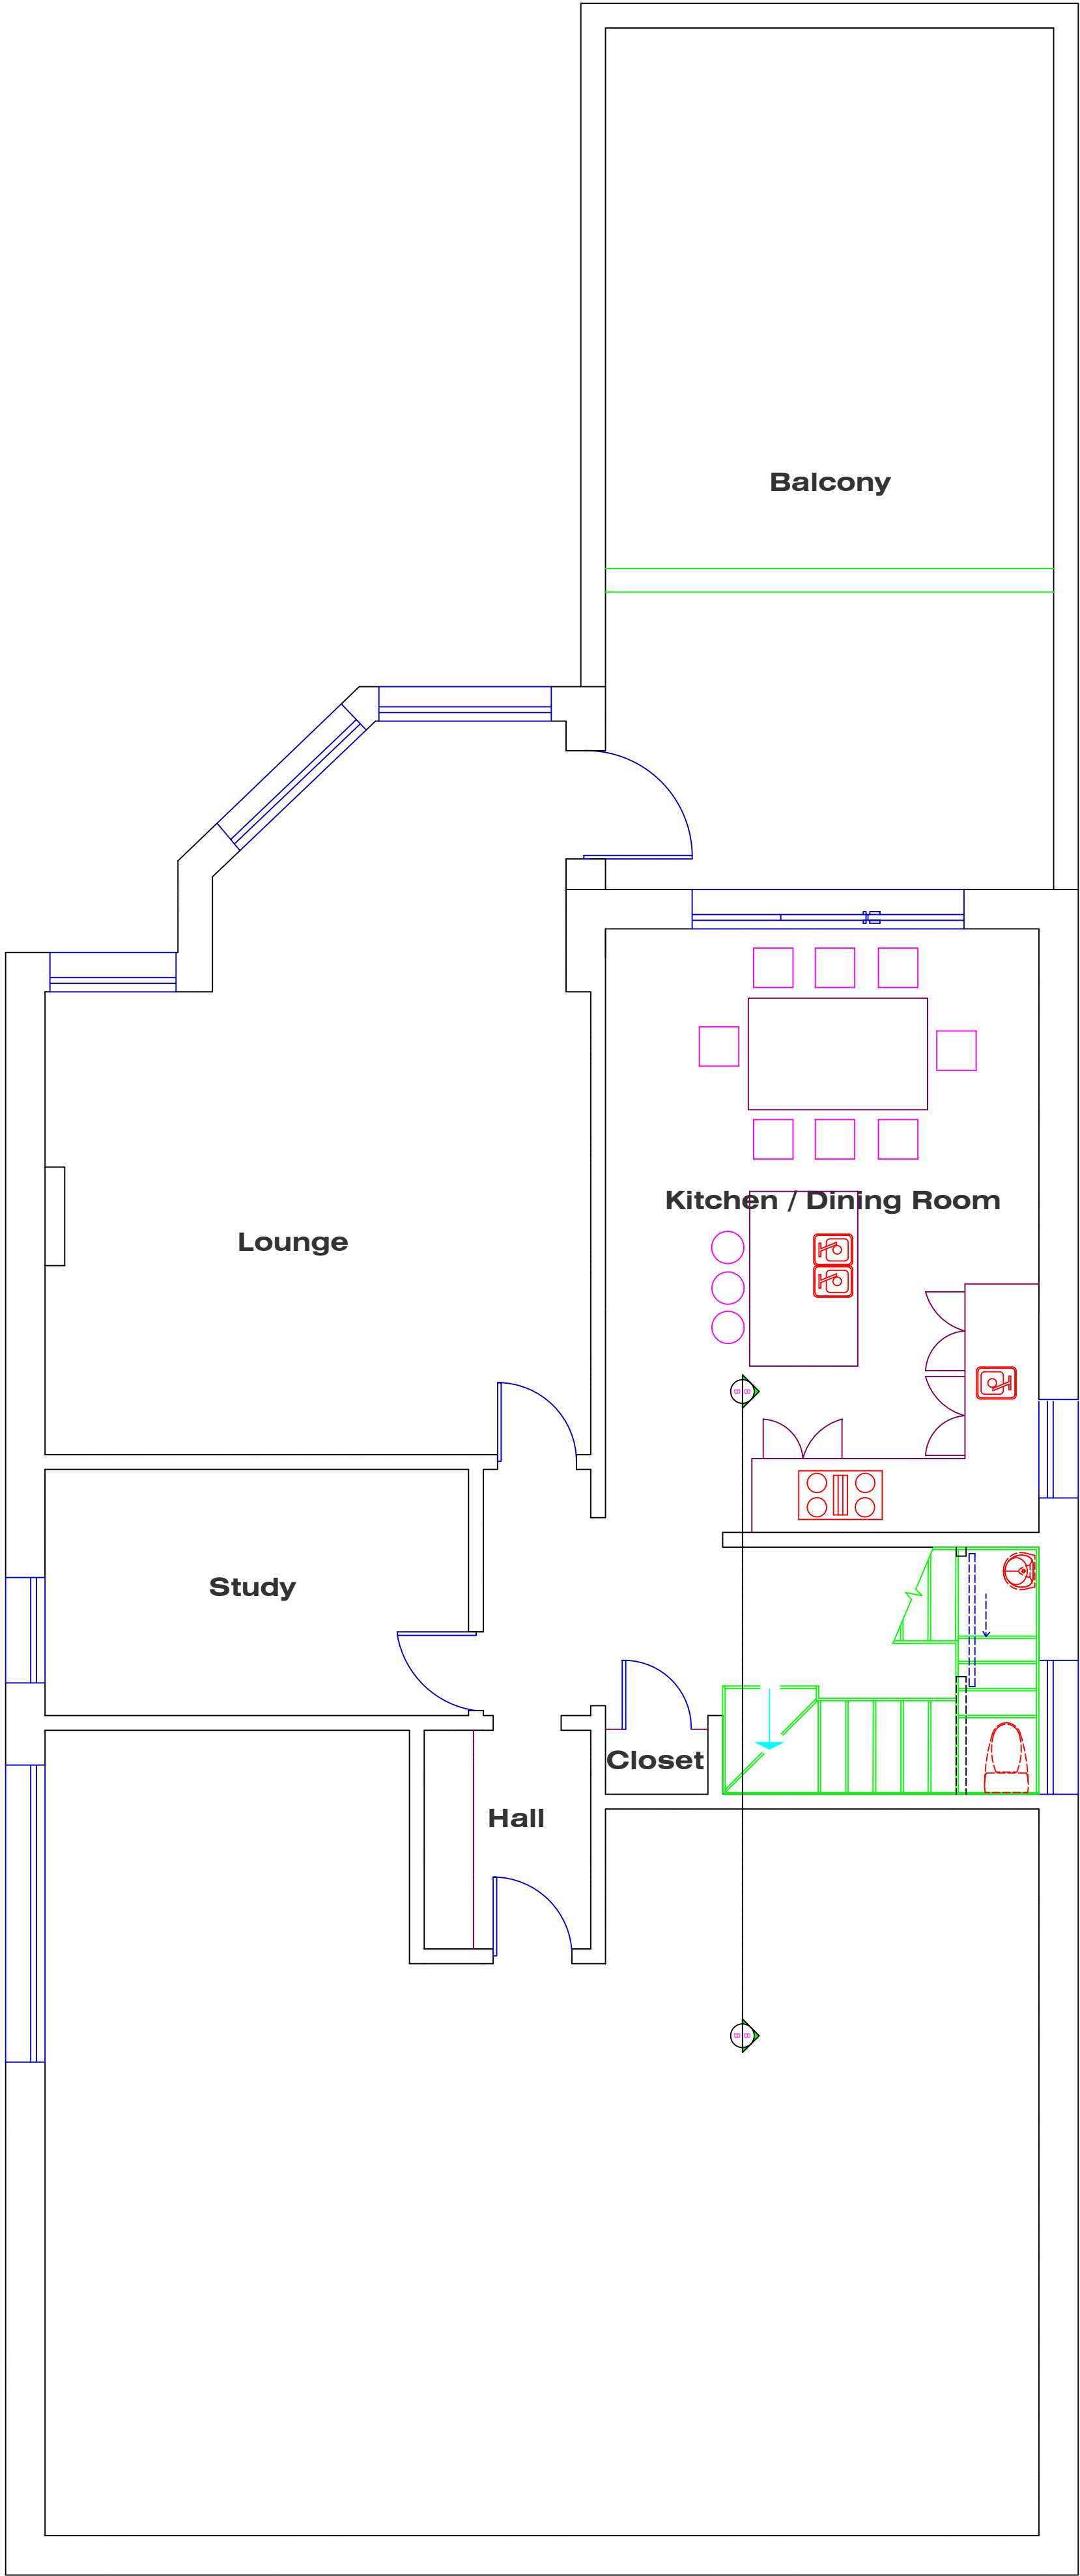 Balcony
Kitchen / Dining Room
Lounge
B B
Study
Closet
Hall
B B